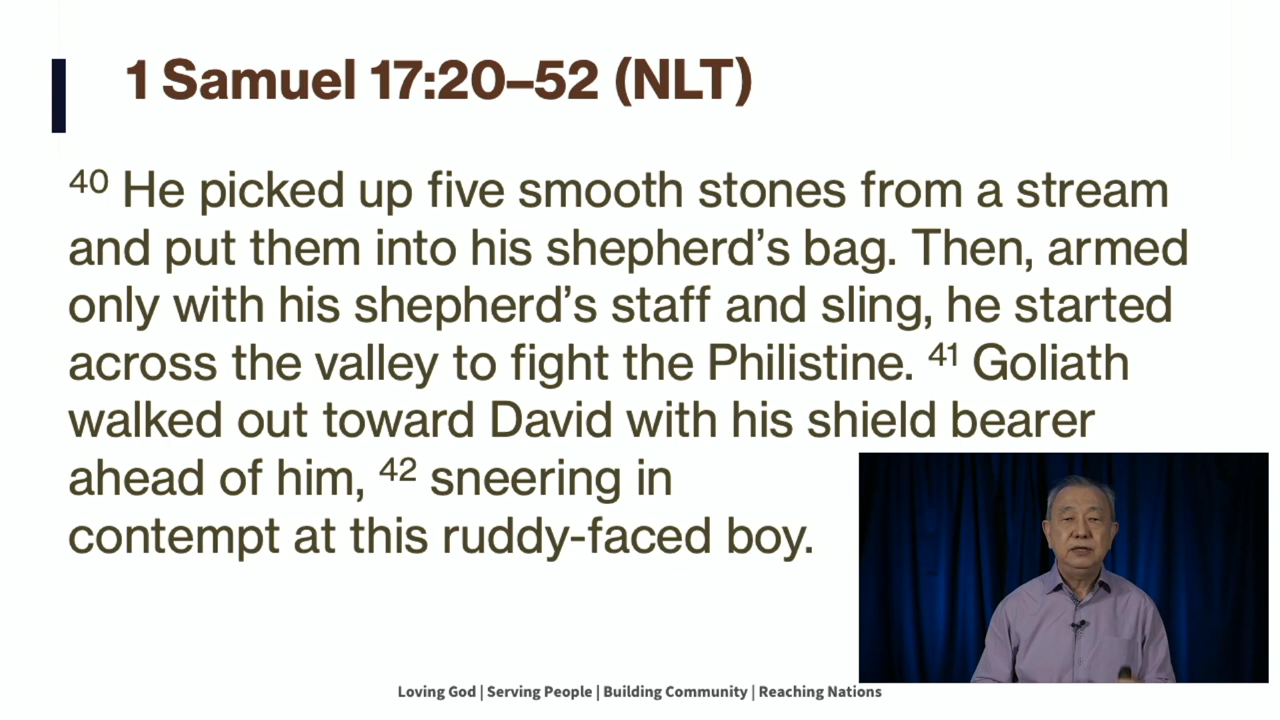 1 Samuel 17:20–52 (NLT)
40 He picked up five smooth stones from a stream
and put them into his shepherd’s bag. Then, armed
only with his shepherd’s staff and sling, he started
across the valley to fight the Philistine. 41 Goliath
walked out toward David with his shield bearer
ahead of him, 42 sneering in
contempt at this ruddy-faced boy.
Loving God | Serving People | Building Community | Reaching Nations